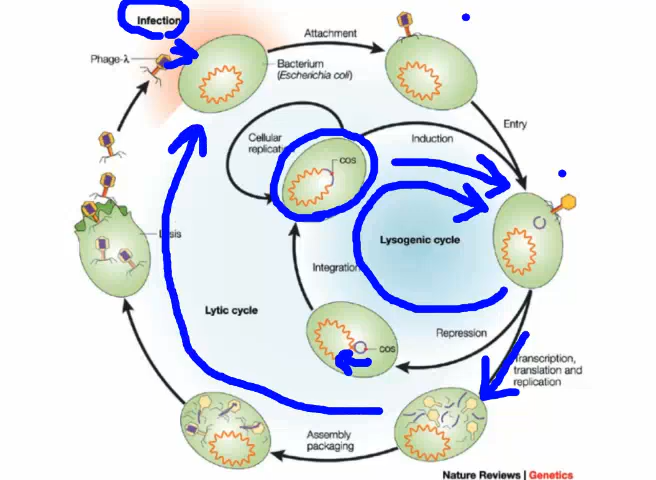 Infection
Attachment
Phage-λ
Bacterium
(Escherichia coli)
Entry
Cellular
Induction
cos
Lysogenic cycle
Lysis
Integration
Lytic cycle
Repression
cos
Transcription,
translation and
replication
Assembly
packaging
Nature Reviews | Genetics